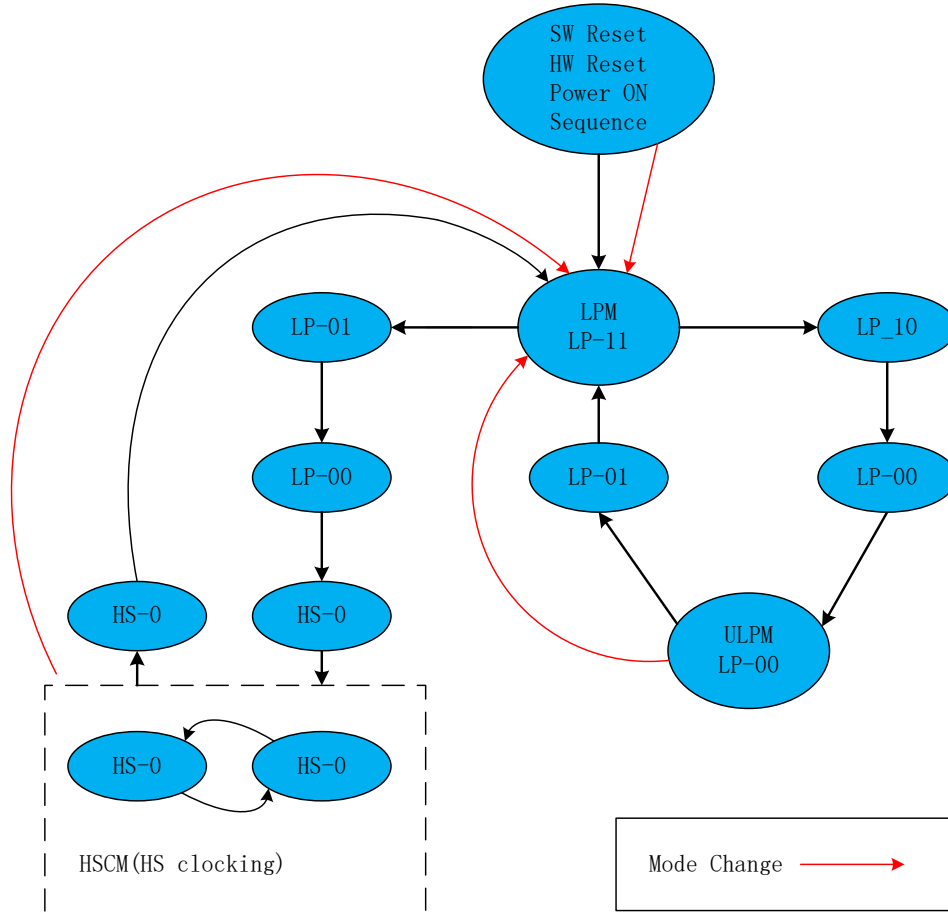 SW Reset
HW Reset
Power ON
Sequence
LP-01
LPM
LP-11
LP_10
LP-00
LP-01
LP-00
HS-0
HS-0
ULPM
LP-00
HS-0
HS-0
HSCM(HS clocking)
Mode Change